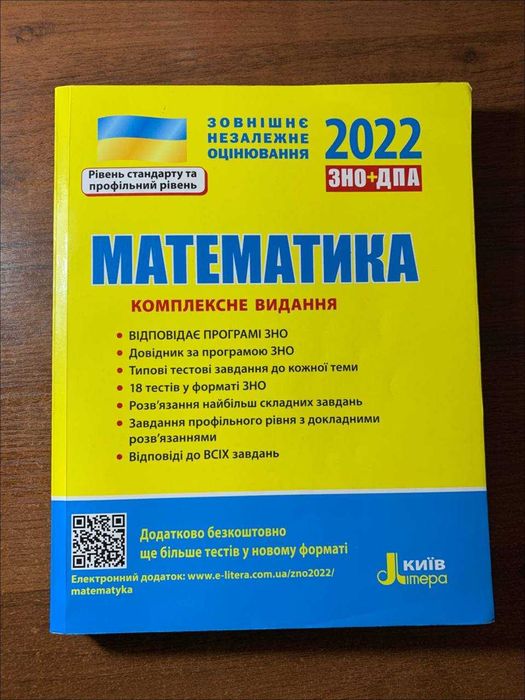 ЗОВНІШНЄ
НЕЗАЛЕЖНЕ
ОЦІНЮВАННЯ
2022
ЗНО+ДПА
Рівень стандарту та
профільний рівень
МАТЕМАТИКА
КОМПЛЕКСНЕ ВИДАННЯ
• ВІДПОВІДАЄ ПРОГРАМІ ЗНО
• Довідник за програмою ЗНО
• Типові тестові завдання до кожної теми
• 18 тестів у форматі ЗНО
• Розв'язання найбільш складних завдань
• Завдання профільного рівня з докладними
розв'язаннями
• Відповіді до ВСІХ завдань
Додатково безкоштовно
ще більше тестів у новому форматі
Електронний додаток: www.e-litera.com.ua/zno2022/
matematyka
КИЇВ
Літера